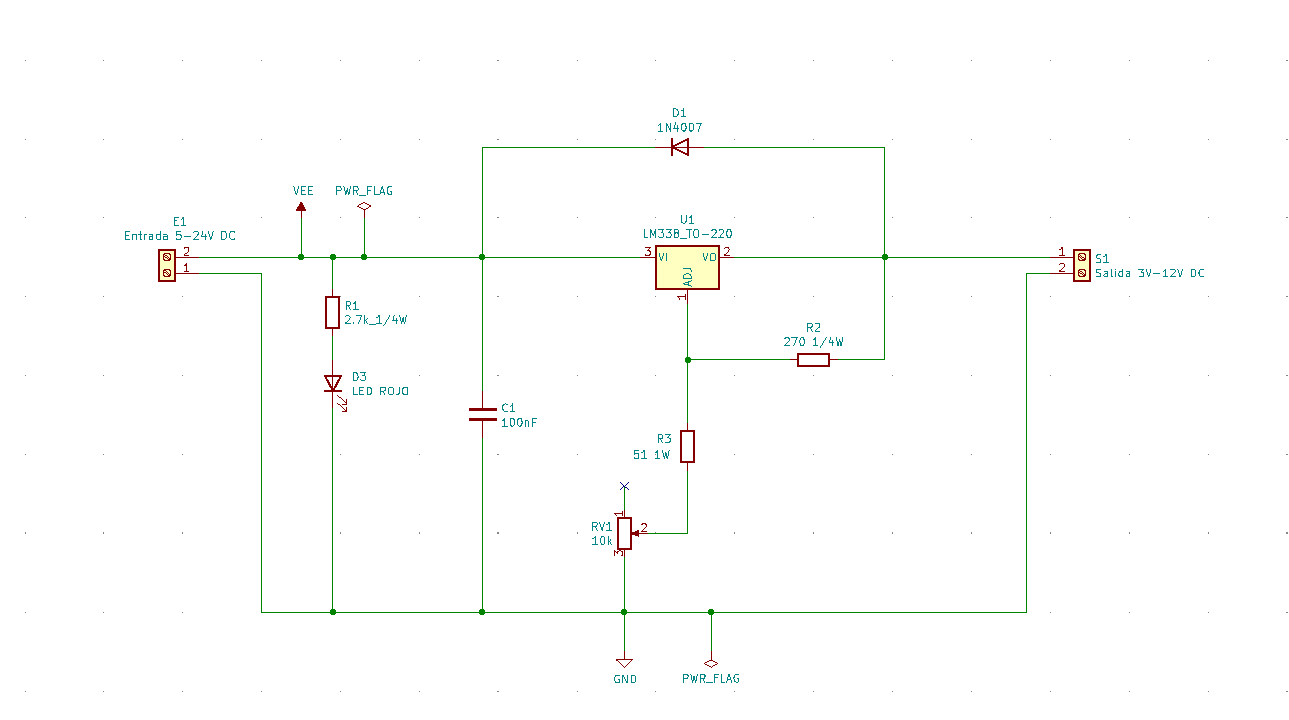 D1
1N4007
VEE
PWR_FLAG
E1
Entrada 5-24V DC
2
1
U1
LM338_TO-220
3
VI
VO
2
ADJ
1
1
2
S1
Salida 3V-12V DC
R1
2.7k_1/4W
R2
270 1/4W
D3
LED ROJO
C1
100nF
R3
51 1W
1
RV1
10k
2
3
GND
PWR_FLAG